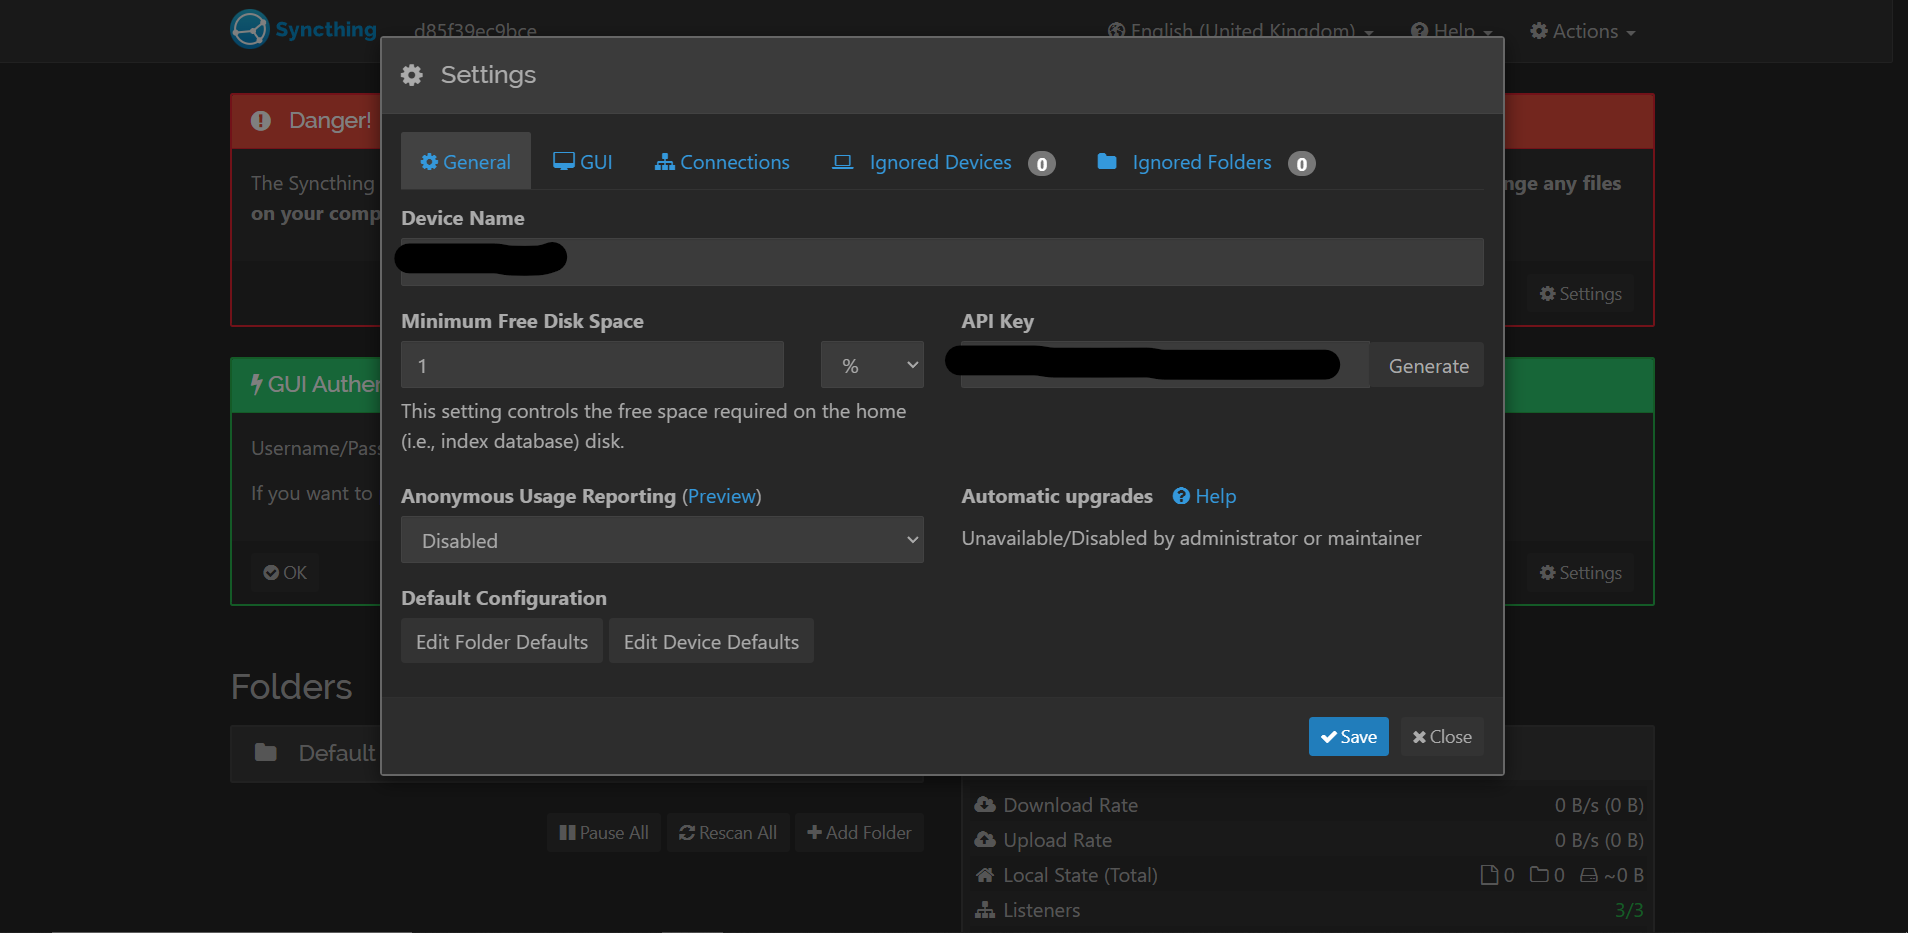 Syncthing d85f39ec9bce English (United Kingdom) Help Actions
Settings
Danger!
General GUI Connections Ignored Devices 0 Ignored Folders 0
The Syncthing
nge any files
on your comp
Device Name
Settings
Minimum Free Disk Space
1 %
This setting controls the free space required on the home
(i.e., index database) disk.
API Key
Generate
GUI Authen
Username/Pass
If you want to
OK
Settings
Anonymous Usage Reporting (Preview)
Disabled
Automatic upgrades Help
Unavailable/Disabled by administrator or maintainer
Default Configuration
Edit Folder Defaults Edit Device Defaults
Save Close
Folders
Default
Pause All Rescan All Add Folder
Download Rate 0 B/s (0 B)
Upload Rate 0 B/s (0 B)
Local State (Total) 0 0 ~0 B
Listeners 3/3